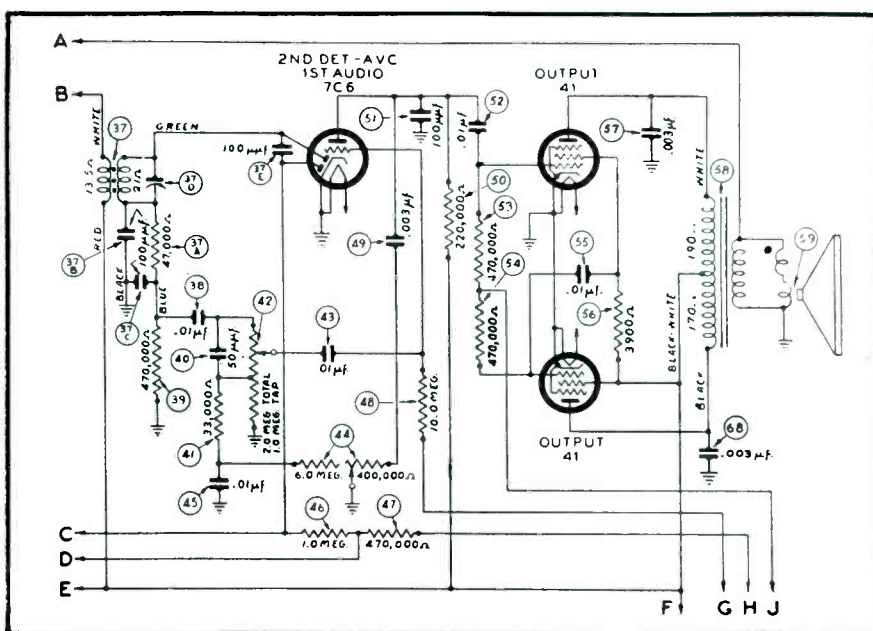 A
2ND DET-AVC
1ST AUDIO
7C6
OUTPUT
41
B
WHITE
37
GREEN
100μμf
37
E
51
100μμf
52
.01μf
57
.003μf.
WHITE
58
13.5Ω
21Ω
37
D
50
220,000Ω
53
470,000Ω
59
37
B
RED
100μμf
47,000Ω
37
A
.003μf
49
54
470,000Ω
55
.01μf.
56
3900Ω
190
170
BLACK-WHITE
BLACK
BLACK
37
C
BLUE
38
.01μf
42
43
.01μf
40
50μμf
470,000Ω
39
41
33,000Ω
2.0 MEG. TOTAL
1.0 MEG. TAP
48
10.0 MEG.
OUTPUT
41
68
.003μf.
44
6.0 MEG.
400,000Ω
45
.01μf
46
1.0 MEG.
47
470,000Ω
C
D
E
F
G
H
J